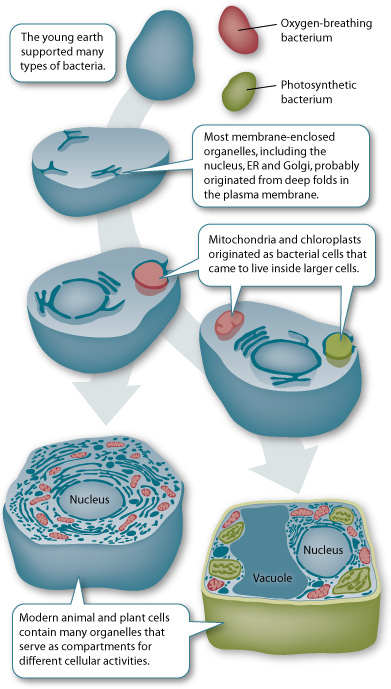 The young earth
supported many
types of bacteria.
Oxygen-breathing
bacterium
Photosynthetic
bacterium
Most membrane-enclosed
organelles, including the
nucleus, ER and Golgi, probably
originated from deep folds in
the plasma membrane.
Mitochondria and chloroplasts
originated as bacterial cells that
came to live inside larger cells.
Nucleus
Nucleus
Vacuole
Modern animal and plant cells
contain many organelles that
serve as compartments for
different cellular activities.